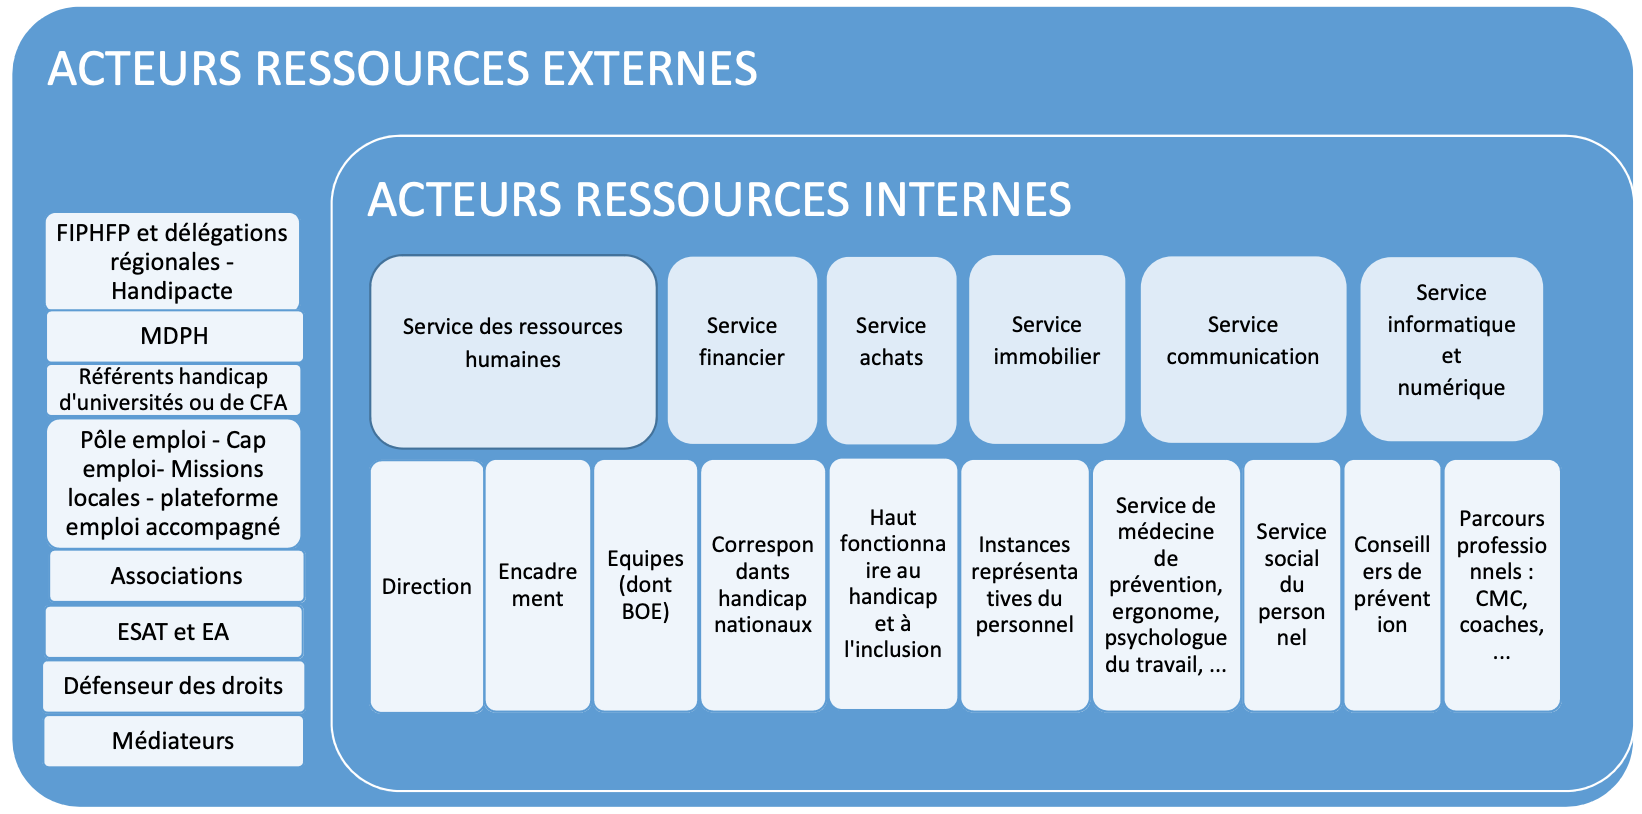 ACTEURS RESSOURCES EXTERNES
FIPHFP et délégations
régionales -
Handipacte
MDPH
Référents handicap
d'universités ou de CFA
Pôle emploi - Cap
emploi- Missions
locales - plateforme
emploi accompagné
Associations
ESAT et EA
Défenseur des droits
Médiateurs
ACTEURS RESSOURCES INTERNES
Service des ressources
humaines
Service
financier
Service
achats
Service
immobilier
Service
communication
Service
informatique
et
numérique
Direction
Encadre
ment
Equipes
(dont
BOE)
Correspon
dants
handicap
nationaux
Haut
fonctionna
ire au
handicap
et à
l'inclusion
Instances
représenta
tives du
personnel
Service de
médecine
de
prévention,
ergonome,
psychologue
du travail, ...
Service
social
du
person
nel
Conseill
ers de
prévent
ion
Parcours
professio
nnels :
CMC,
coaches,
...